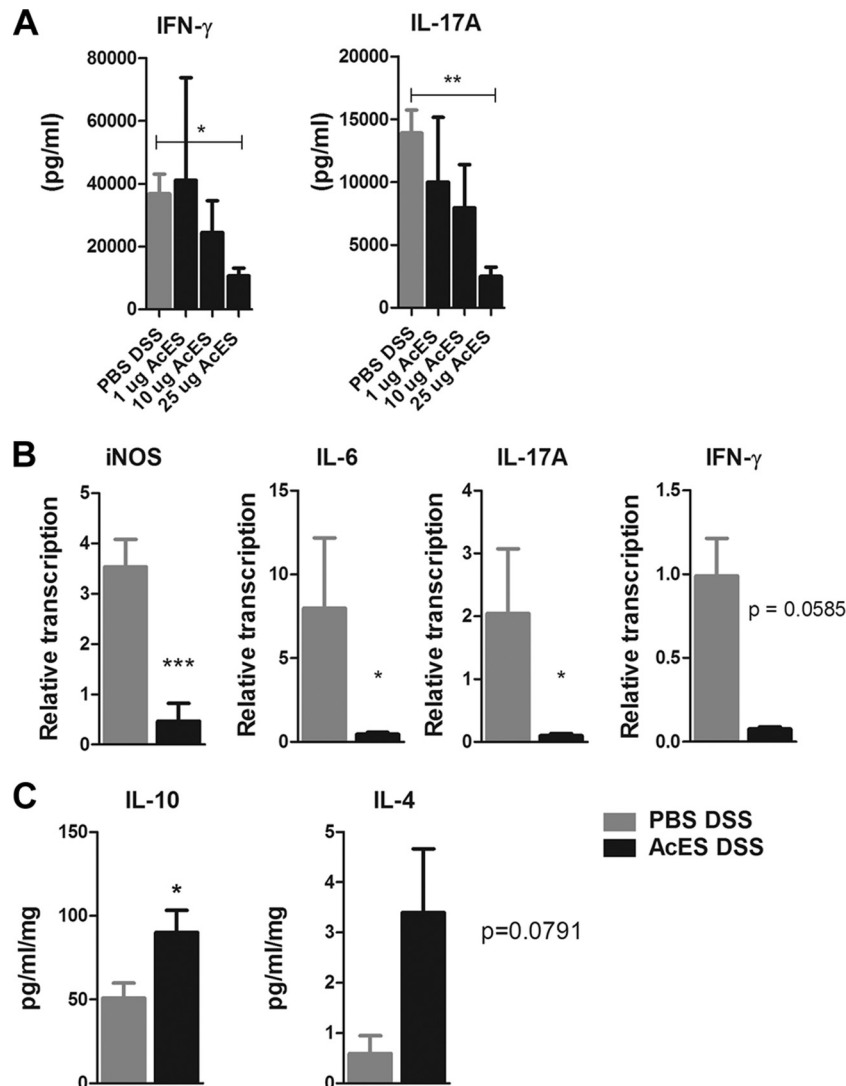 A
IFN-γ
(pg/ml)
80000
60000
40000
20000
0
*
PBS DSS
1 ug AcES
10 ug AcES
25 ug AcES
IL-17A
(pg/ml)
20000
15000
10000
5000
0
**
PBS DSS
1 ug AcES
10 ug AcES
25 ug AcES
B
iNOS
Relative transcription
5
4
3
2
1
0
***
IL-6
Relative transcription
15
10
5
0
*
IL-17A
Relative transcription
4
3
2
1
0
*
IFN-γ
Relative transcription
1.5
1.0
0.5
0.0
p = 0.0585
C
IL-10
pg/ml/mg
150
100
50
0
*
IL-4
pg/ml/mg
5
4
3
2
1
0
p=0.0791
PBS DSS
AcES DSS